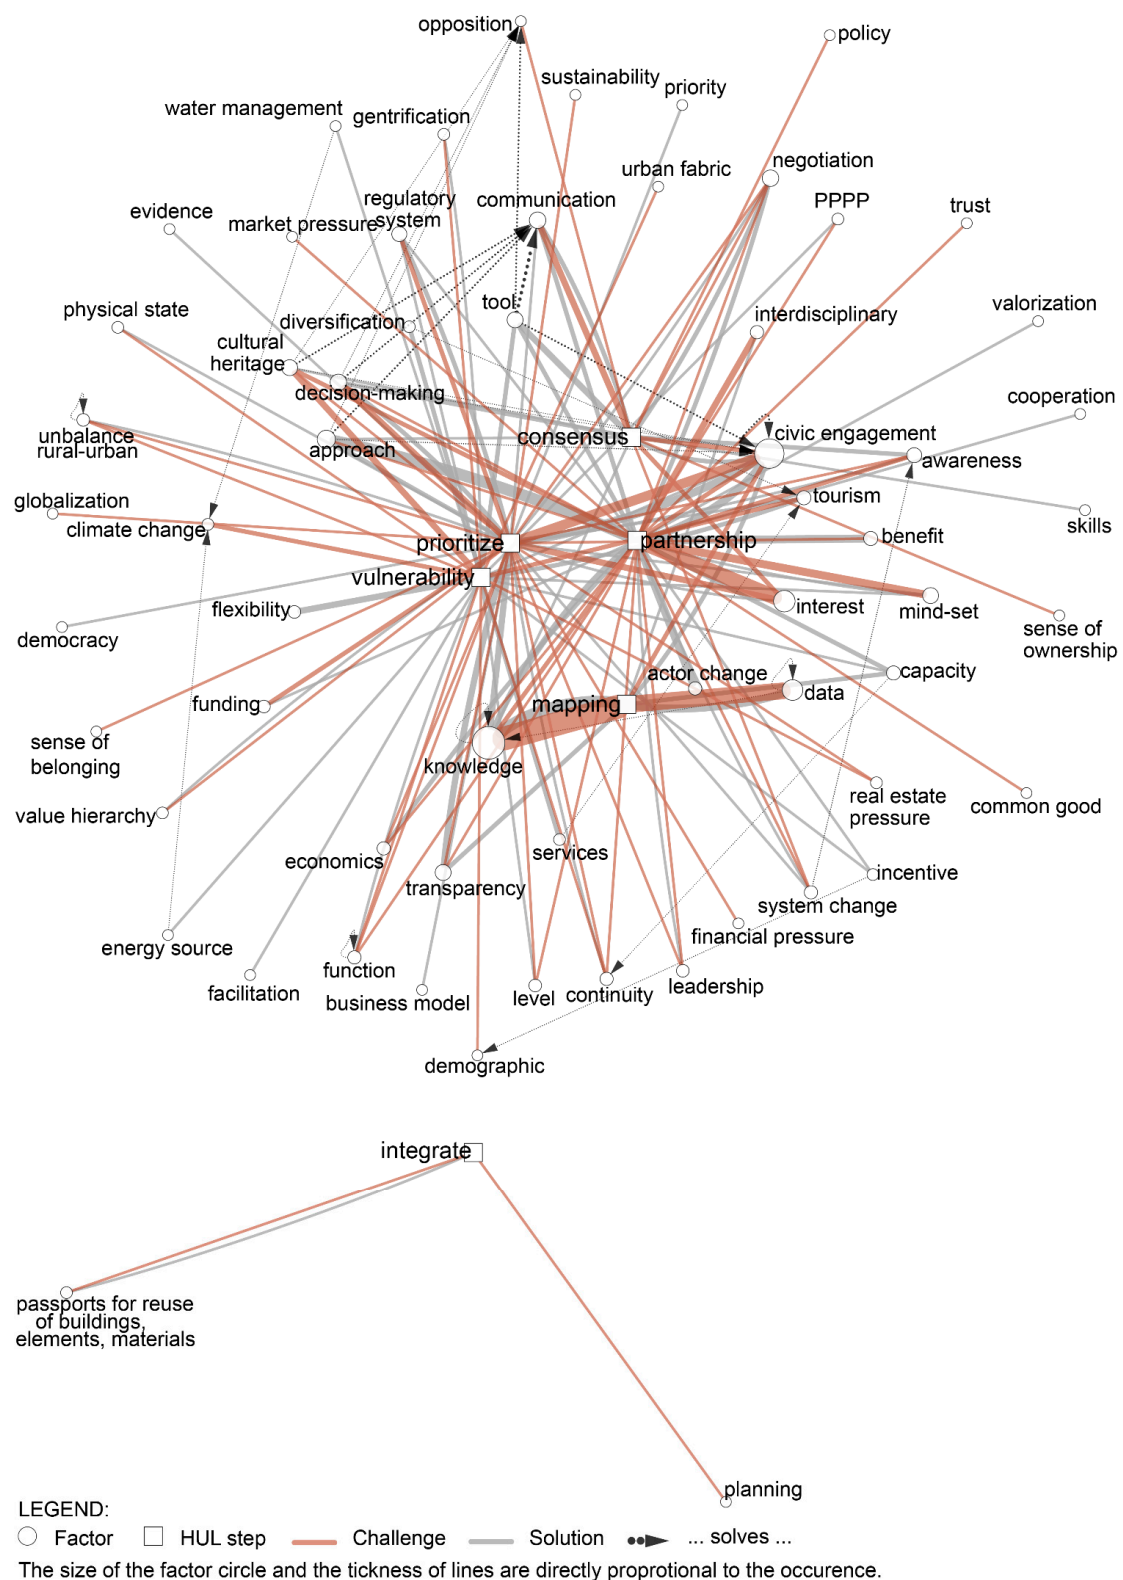 opposition
policy
sustainability
priority
water management
gentrification
urban fabric
negotiation
regulatory
system
communication
PPPP
trust
evidence
market pressure
tool
interdisciplinary
valorization
physical state
diversification
cultural
heritage
decision-making
cooperation
unbalance
rural-urban
approach
consensus
civic engagement
awareness
globalization
climate change
tourism
skills
prioritize
partnership
benefit
vulnerability
flexibility
interest
mind-set
democracy
sense of
ownership
actor change
capacity
funding
mapping
data
sense of
belonging
knowledge
value hierarchy
real estate
pressure
common good
economics
services
transparency
incentive
system change
energy source
financial pressure
function
facilitation
business model
level
continuity
leadership
demographic
integrate
passports for reuse
of buildings,
elements, materials
planning
LEGEND:
Factor HUL step Challenge Solution ... solves ...
The size of the factor circle and the tickness of lines are directly proprotional to the occurence.